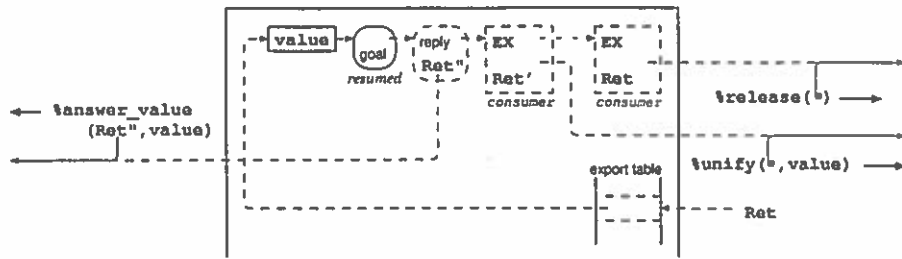 value
goal
resumed
reply
Ret"
EX
Ret'
consumer
EX
Ret
consumer
%answer_value
(Ret",value)
%release(•)
%unify(•,value)
export table
Ret